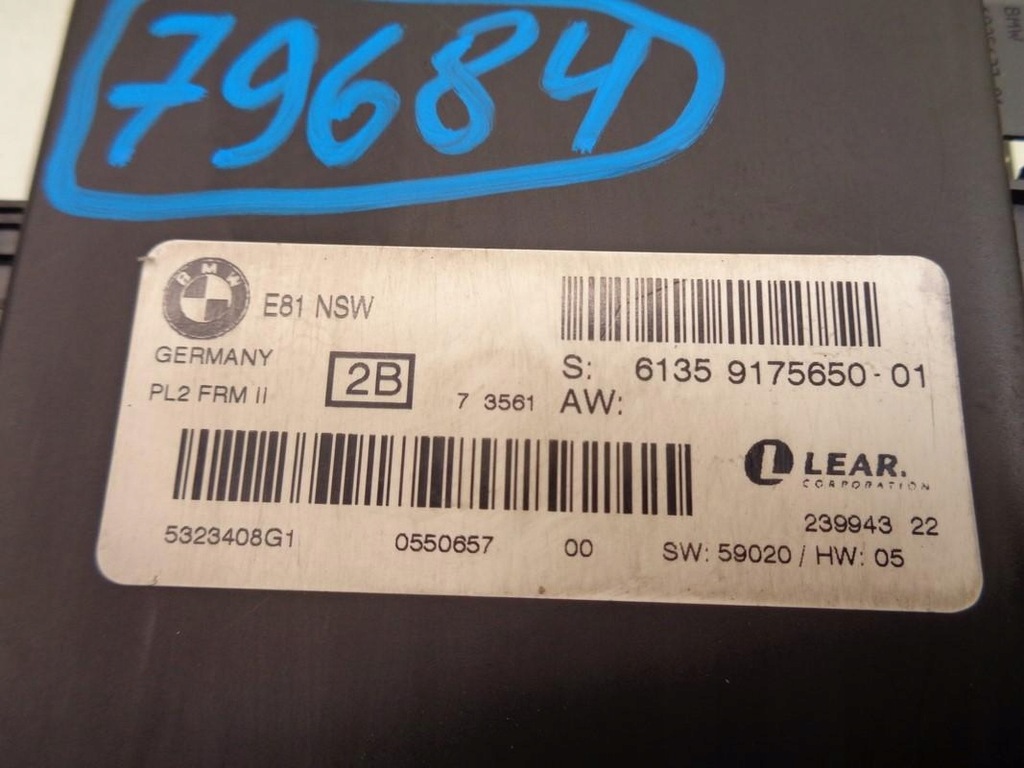 79684
BMW
E81 NSW
GERMANY
PL2 FRM II
2B
7 3561
S: 6135 9175650-01
AW:
LEAR.
CORPORATION
239943 22
5323408G1 0550657 00 SW: 59020 / HW: 05
BMW